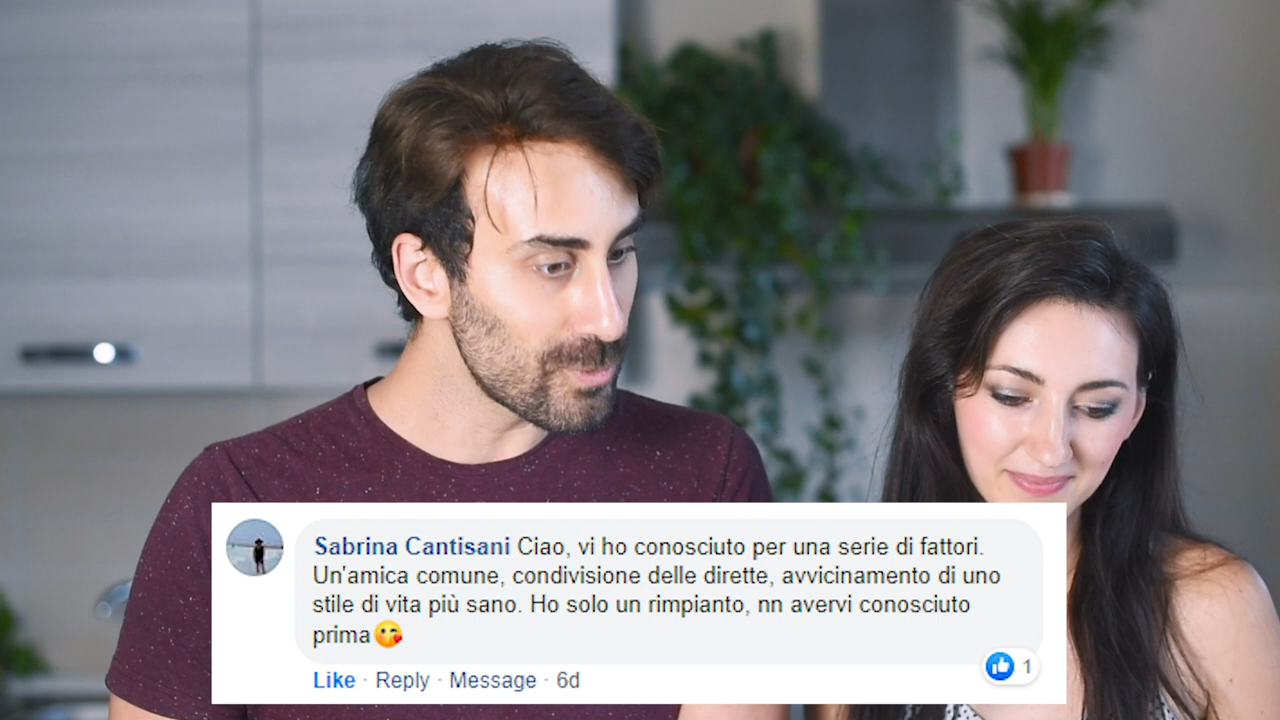 Sabrina Cantisani Ciao, vi ho conosciuto per una serie di fattori.
Un'amica comune, condivisione delle dirette, avvicinamento di uno
stile di vita più sano. Ho solo un rimpianto, nn avervi conosciuto
prima😘
Like · Reply · Message · 6d
1